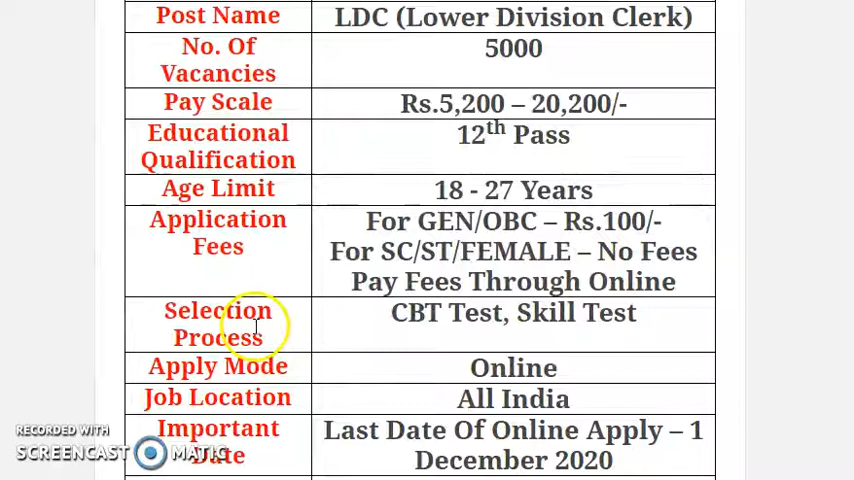 Post Name LDC (Lower Division Clerk)
No. Of Vacancies 5000
Pay Scale Rs.5,200 – 20,200/-
Educational Qualification 12th Pass
Age Limit 18 - 27 Years
Application Fees For GEN/OBC – Rs.100/-
For SC/ST/FEMALE – No Fees
Pay Fees Through Online
Selection Process CBT Test, Skill Test
Apply Mode Online
Job Location All India
Important Date Last Date Of Online Apply – 1
December 2020
RECORDED WITH
SCREENCAST MATIC